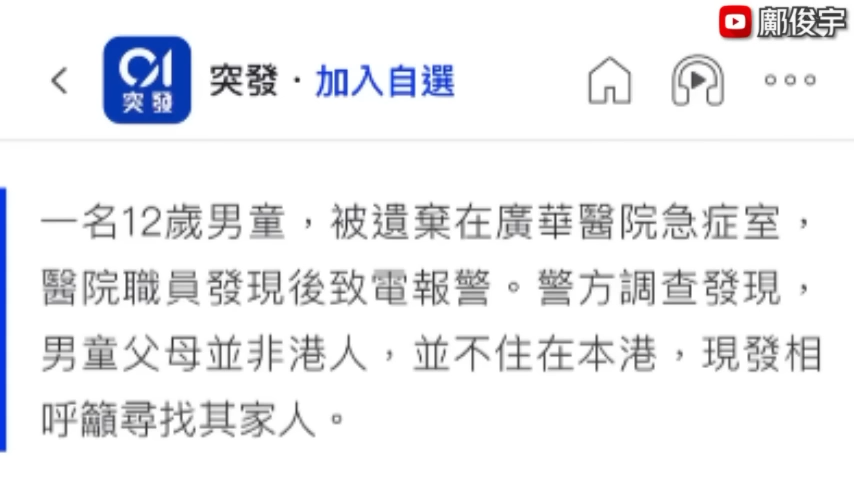 鄺俊宇
01
突發
突發·加入自選
一名12歲男童，被遺棄在廣華醫院急症室，
醫院職員發現後致電報警。警方調查發現，
男童父母並非港人，並不住在本港，現發相
呼籲尋找其家人。